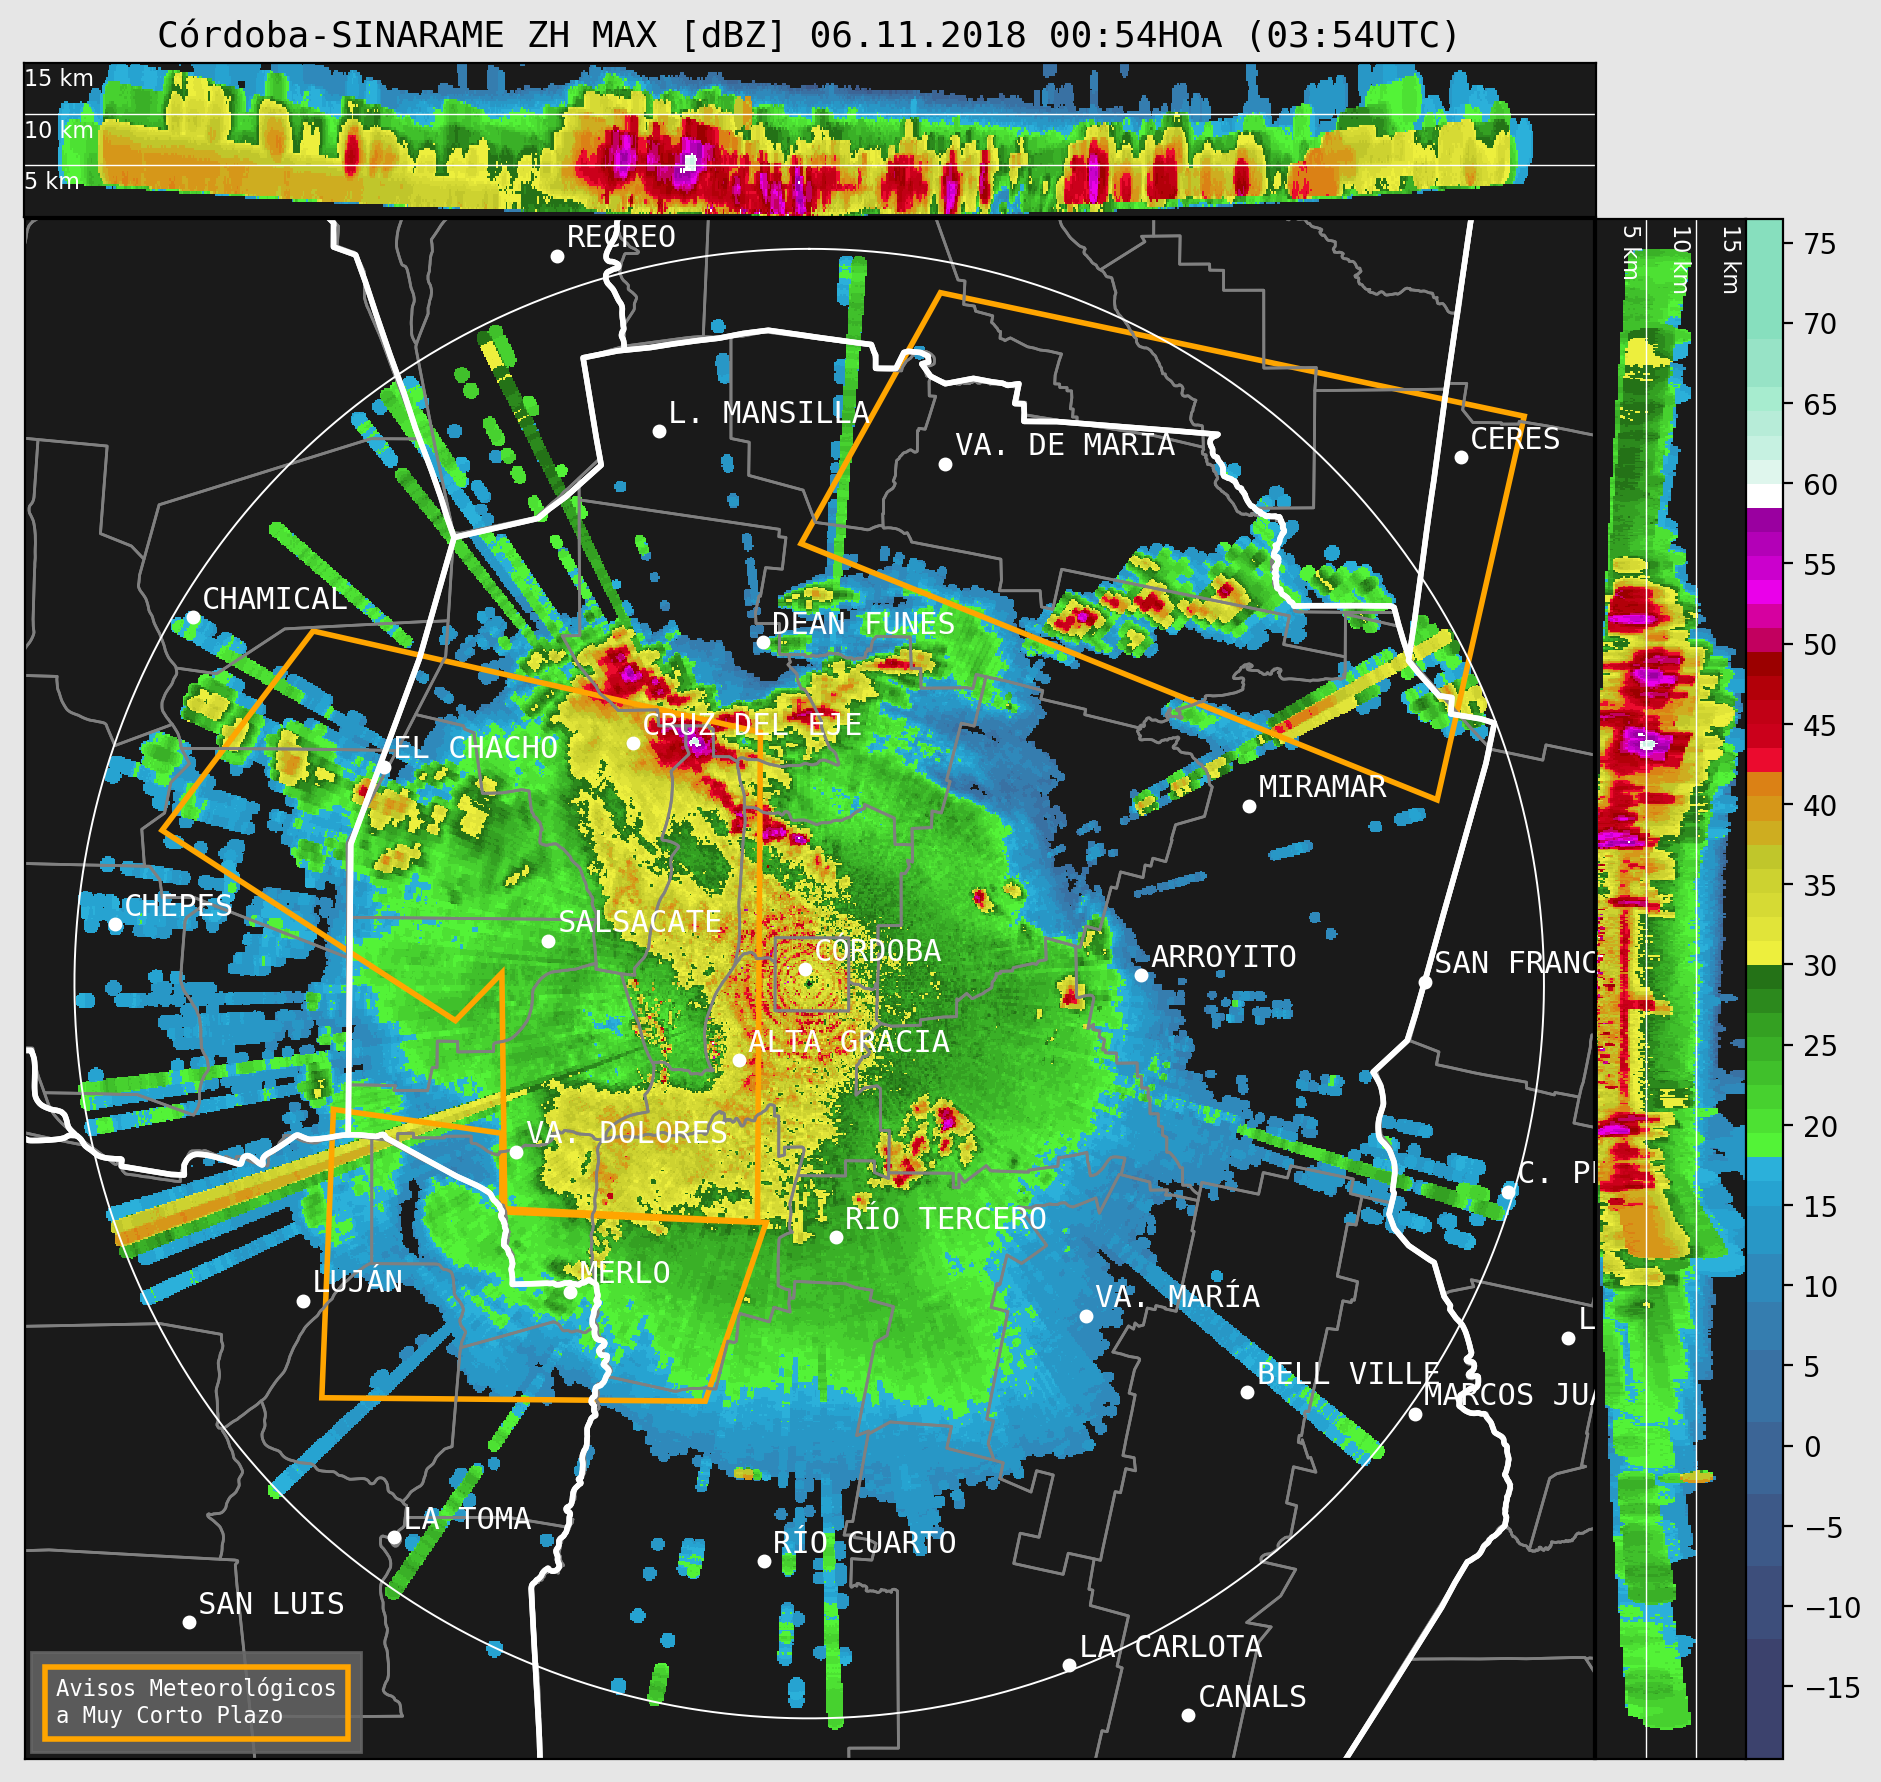 Córdoba-SINARAME ZH MAX [dBZ] 06.11.2018 00:54HOA (03:54UTC)
15 km
10 km
5 km
5 km
10 km
15 km
RECREO
L. MANSILLA
VA. DE MARIA
CERES
CHAMICAL
DEAN FUNES
CRUZ DEL EJE
EL CHACHO
MIRAMAR
CHEPES
SALSACATE
CORDOBA
ARROYITO
SAN FRANC
ALTA GRACIA
VA. DOLORES
C. P
RÍO TERCERO
MERLO
LUJÁN
VA. MARÍA
L
BELL VILLE
MARCOS JUA
LA TOMA
RÍO CUARTO
SAN LUIS
LA CARLOTA
CANALS
Avisos Meteorológicos
a Muy Corto Plazo
75
70
65
60
55
50
45
40
35
30
25
20
15
10
5
0
−5
−10
−15